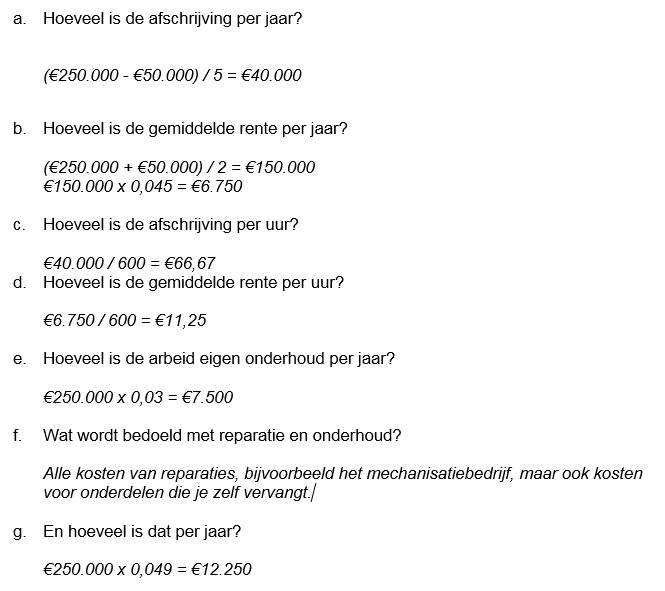 a. Hoeveel is de afschrijving per jaar?
(€250.000 - €50.000) / 5 = €40.000
b. Hoeveel is de gemiddelde rente per jaar?
(€250.000 + €50.000) / 2 = €150.000
€150.000 x 0,045 = €6.750
c. Hoeveel is de afschrijving per uur?
€40.000 / 600 = €66,67
d. Hoeveel is de gemiddelde rente per uur?
€6.750 / 600 = €11,25
e. Hoeveel is de arbeid eigen onderhoud per jaar?
€250.000 x 0,03 = €7.500
f. Wat wordt bedoeld met reparatie en onderhoud?
Alle kosten van reparaties, bijvoorbeeld het mechanisatiebedrijf, maar ook kosten
voor onderdelen die je zelf vervangt.
g. En hoeveel is dat per jaar?
€250.000 x 0,049 = €12.250